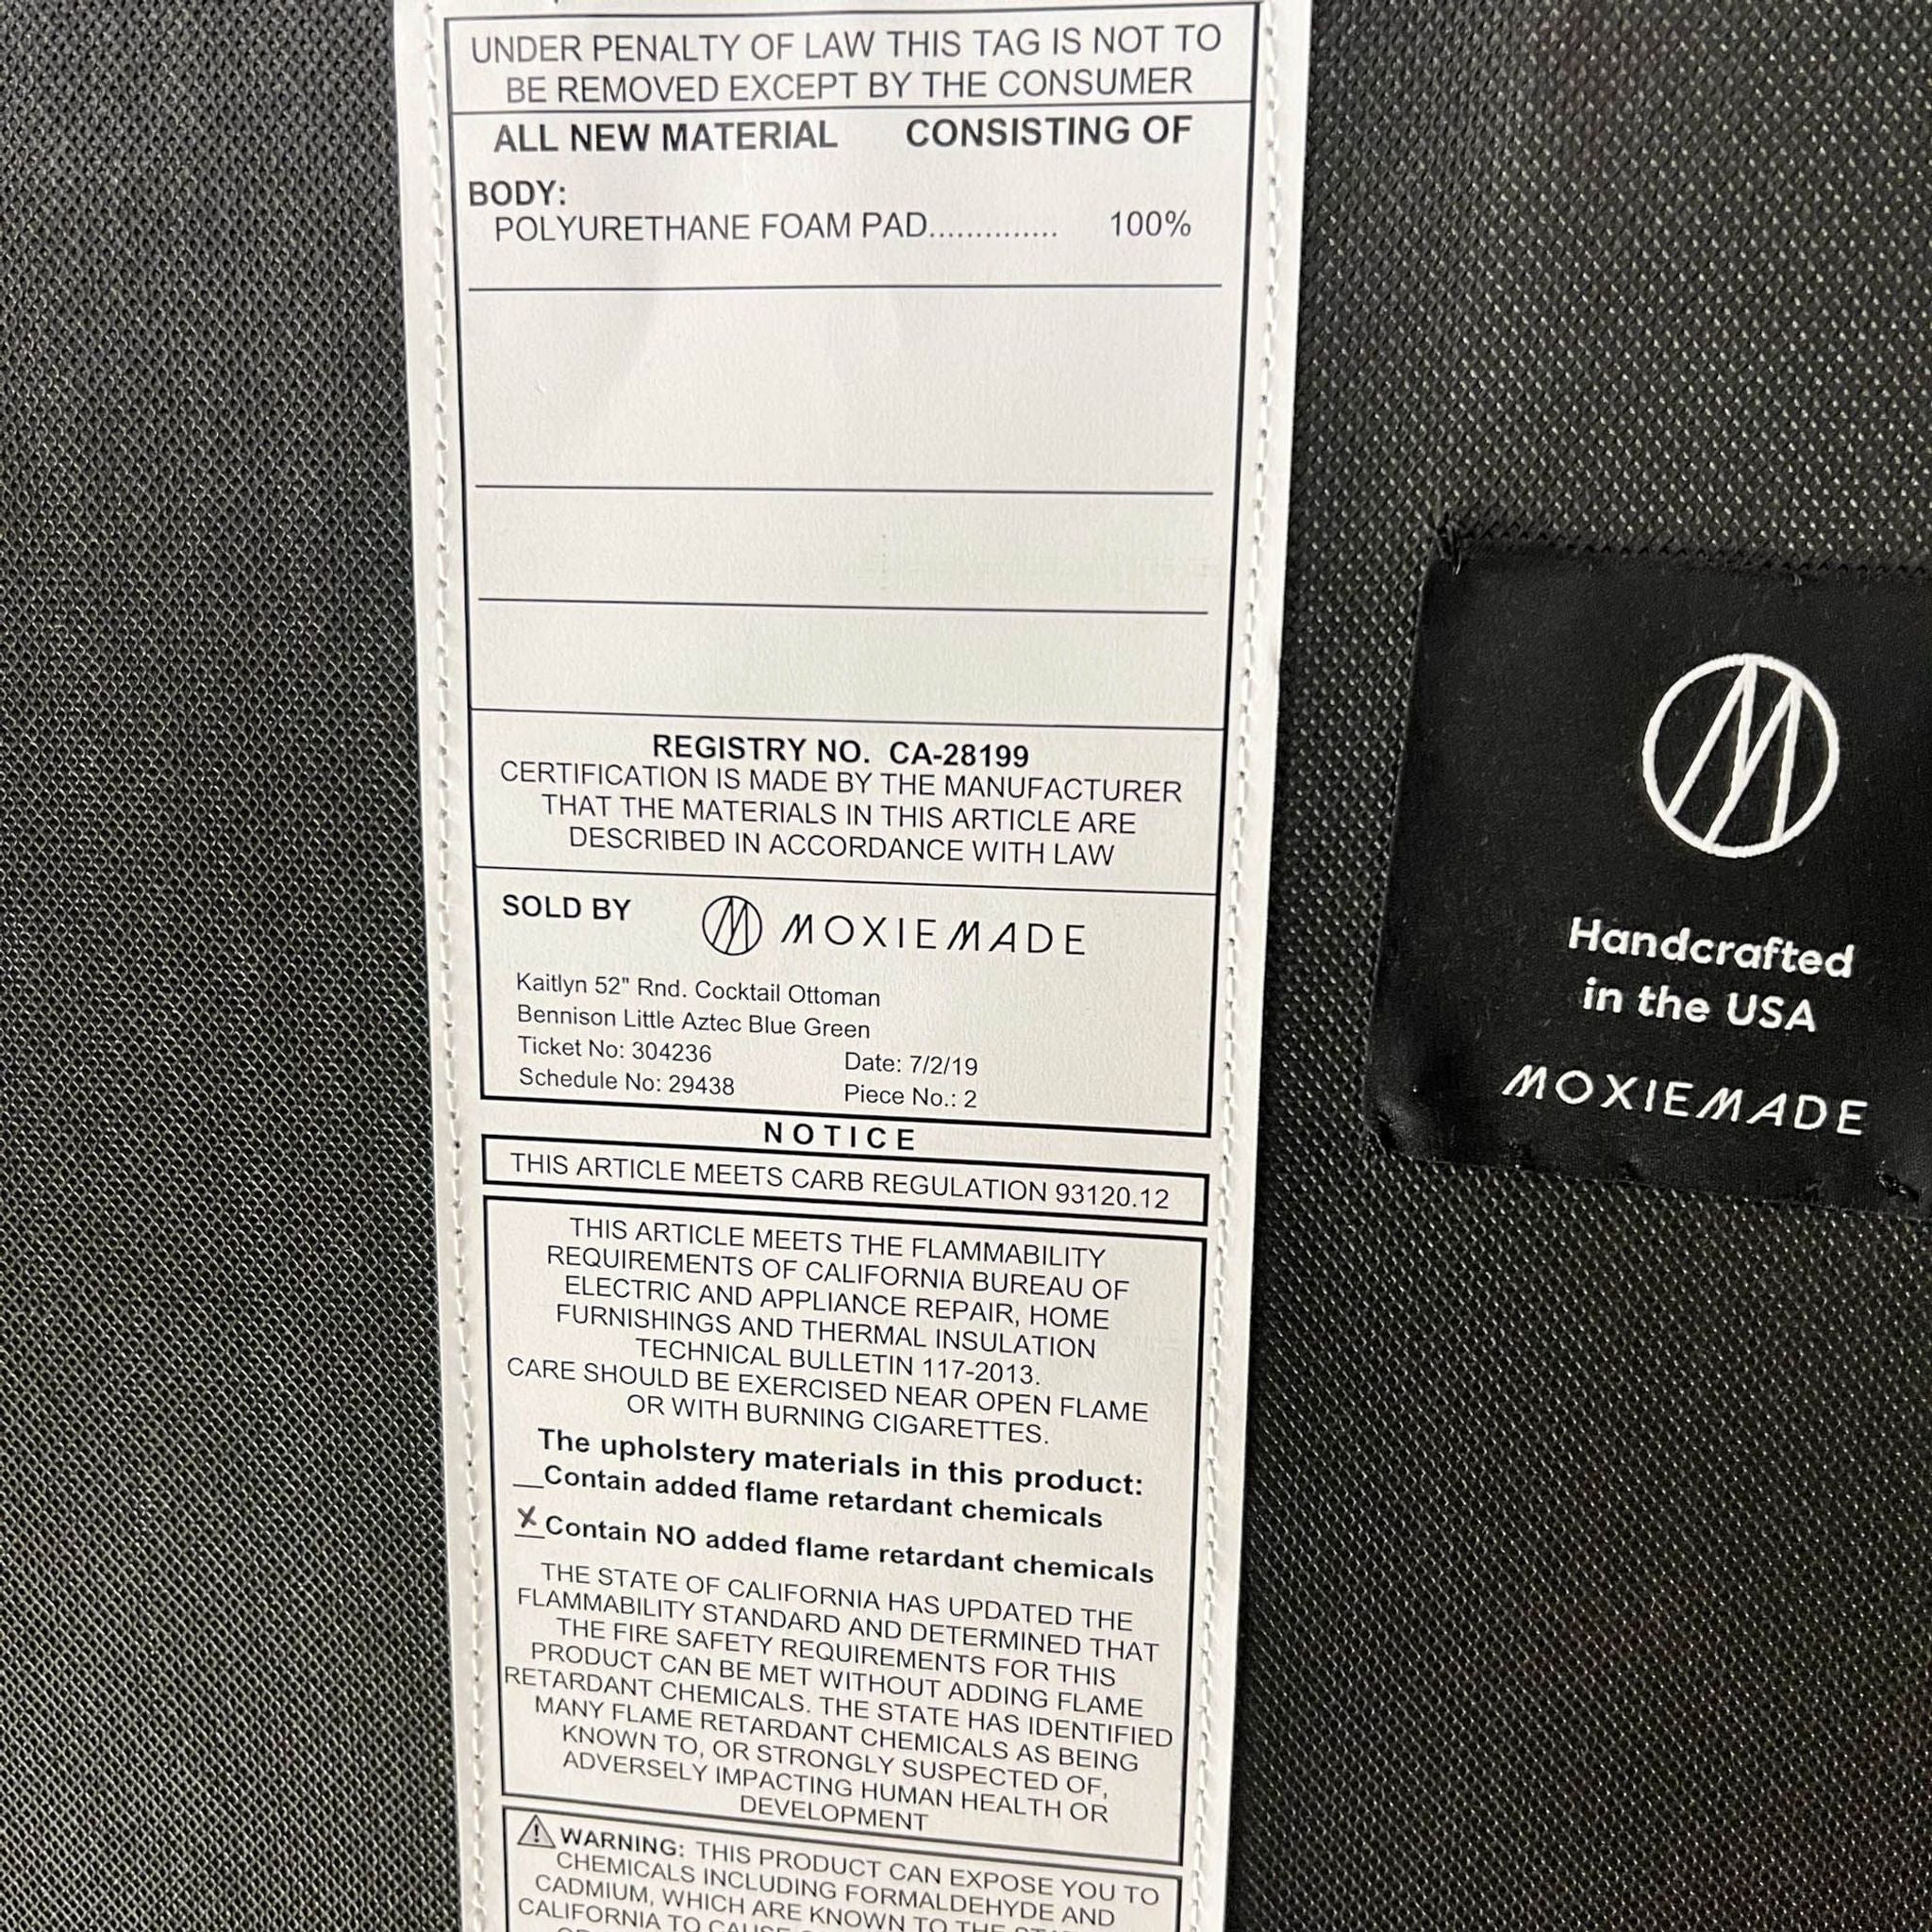 UNDER PENALTY OF LAW THIS TAG IS NOT TO
BE REMOVED EXCEPT BY THE CONSUMER
ALL NEW MATERIAL CONSISTING OF
BODY:
POLYURETHANE FOAM PAD.............. 100%
REGISTRY NO. CA-28199
CERTIFICATION IS MADE BY THE MANUFACTURER
THAT THE MATERIALS IN THIS ARTICLE ARE
DESCRIBED IN ACCORDANCE WITH LAW
SOLD BY M MOXIEMADE
Kaitlyn 52" Rnd. Cocktail Ottoman
Bennison Little Aztec Blue Green
Ticket No: 304236 Date: 7/2/19
Schedule No: 29438 Piece No.: 2
NOTICE
THIS ARTICLE MEETS CARB REGULATION 93120.12
THIS ARTICLE MEETS THE FLAMMABILITY
REQUIREMENTS OF CALIFORNIA BUREAU OF
ELECTRIC AND APPLIANCE REPAIR, HOME
FURNISHINGS AND THERMAL INSULATION
TECHNICAL BULLETIN 117-2013.
CARE SHOULD BE EXERCISED NEAR OPEN FLAME
OR WITH BURNING CIGARETTES.
The upholstery materials in this product:
__Contain added flame retardant chemicals
X Contain NO added flame retardant chemicals
THE STATE OF CALIFORNIA HAS UPDATED THE
FLAMMABILITY STANDARD AND DETERMINED THAT
THE FIRE SAFETY REQUIREMENTS FOR THIS
PRODUCT CAN BE MET WITHOUT ADDING FLAME
RETARDANT CHEMICALS. THE STATE HAS IDENTIFIED
MANY FLAME RETARDANT CHEMICALS AS BEING
KNOWN TO, OR STRONGLY SUSPECTED OF,
ADVERSELY IMPACTING HUMAN HEALTH OR
DEVELOPMENT
WARNING: THIS PRODUCT CAN EXPOSE YOU TO
CHEMICALS INCLUDING FORMALDEHYDE AND
CADMIUM, WHICH ARE KNOWN TO THE
CALIFORNIA TO
M
Handcrafted
in the USA
MOXIEMADE